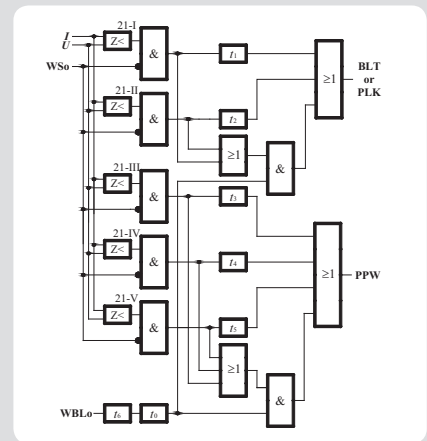 I
U
WSo
21-I
Z<
&
t1
≥1
BLT
or
PLK
21-II
Z<
&
t2
≥1
&
21-III
Z<
&
t3
21-IV
Z<
&
t4
≥1
PPW
21-V
Z<
&
t5
≥1
&
WBLo
t6
t0